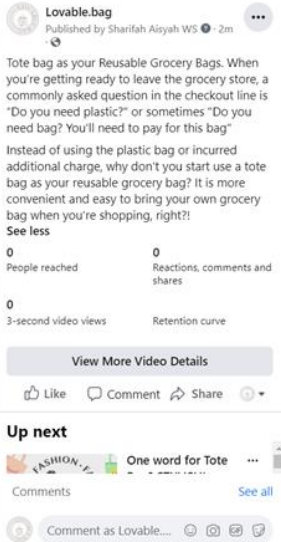 Lovable.bag
Published by Sharifah Aisyah WS · 2m
·
Tote bag as your Reusable Grocery Bags. When
you're getting ready to leave the grocery store, a
commonly asked question in the checkout line is
"Do you need plastic?" or sometimes "Do you
need bag? You'll need to pay for this bag"
Instead of using the plastic bag or incurred
additional charge, why don't you start use a tote
bag as your reusable grocery bag? It is more
convenient and easy to bring your own grocery
bag when you're shopping, right?!
See less
0
People reached
0
Reactions, comments and
shares
0
3-second video views
Retention curve
View More Video Details
Like Comment Share
Up next
FASHION
One word for Tote
Comments
See all
Comment as Lovable....
GIF